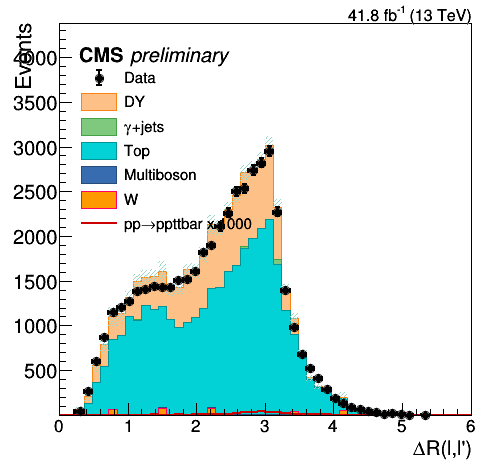 41.8 fb⁻¹ (13 TeV)
Events
CMS preliminary
Data
DY
γ+jets
Top
Multiboson
W
pp→ppttbar x 1000
4000
3500
3000
2500
2000
1500
1000
500
0 1 2 3 4 5 6
ΔR(l,l')